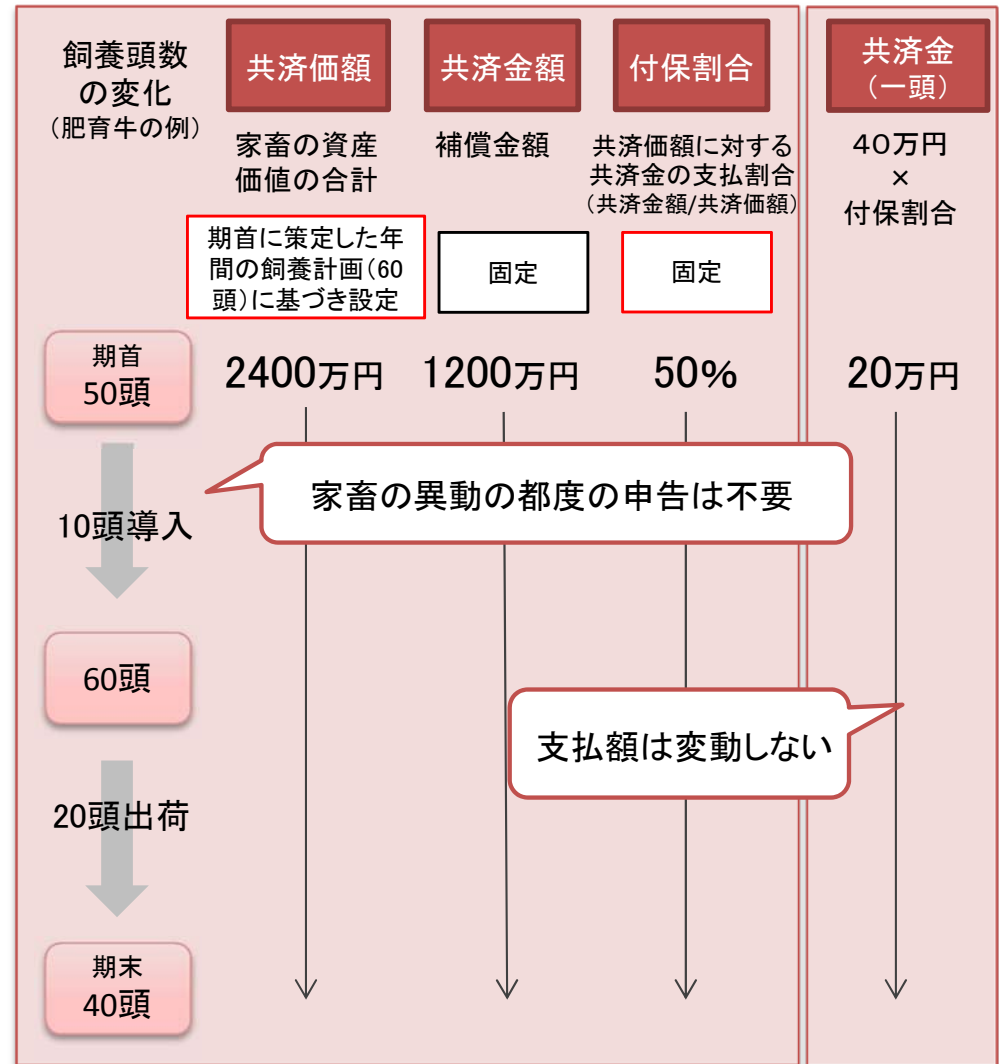 飼養頭数
の変化
（肥育牛の例）
共済価額
共済金額
付保割合
共済金
（一頭）
家畜の資産
価値の合計
補償金額
共済価額に対する
共済金の支払割合
（共済金額/共済価額）
40万円
×
付保割合
期首に策定した年
間の飼養計画（60
頭）に基づき設定
固定
固定
期首
50頭
2400万円
1200万円
50%
20万円
家畜の異動の都度の申告は不要
10頭導入
60頭
支払額は変動しない
20頭出荷
期末
40頭